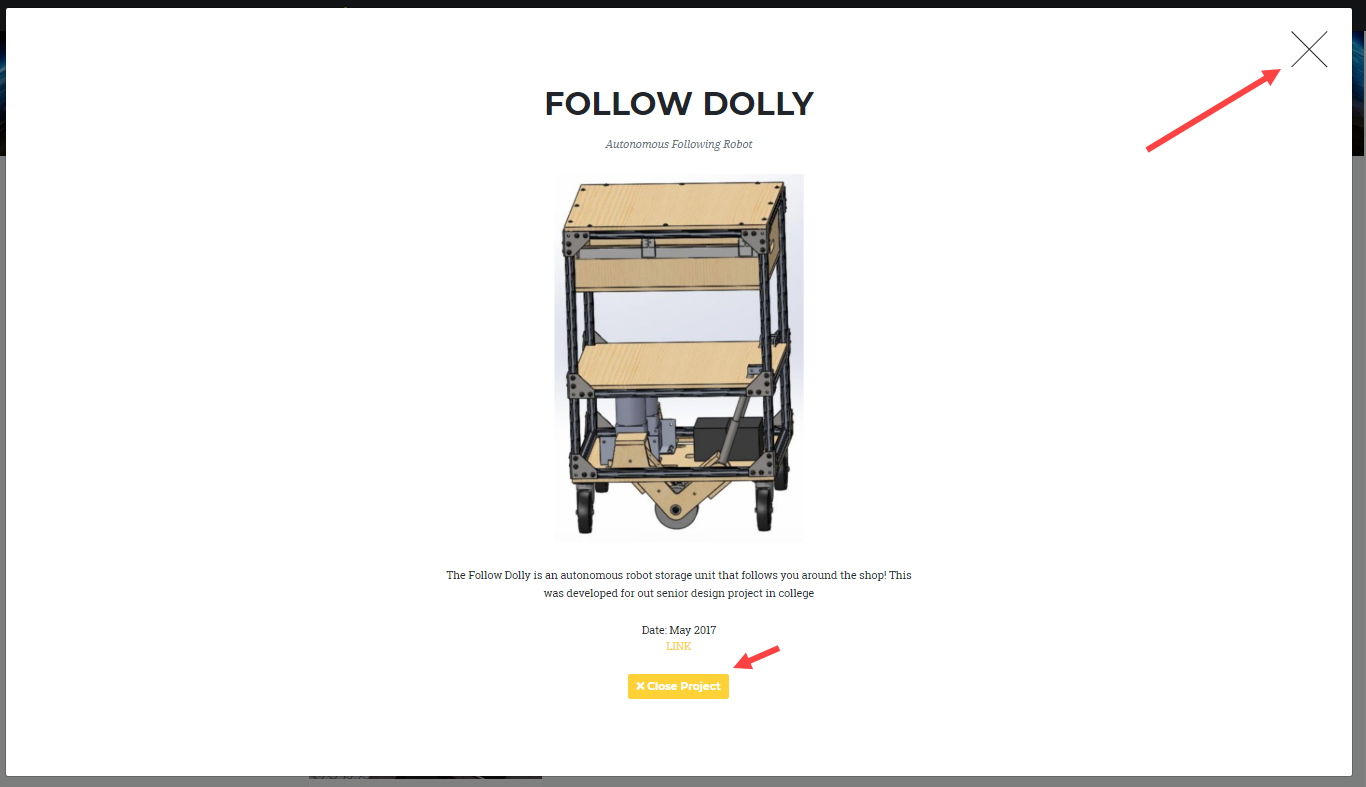 FOLLOW DOLLY
Autonomous Following Robot
The Follow Dolly is an autonomous robot storage unit that follows you around the shop! This
was developed for out senior design project in college
Date: May 2017
LINK
Close Project